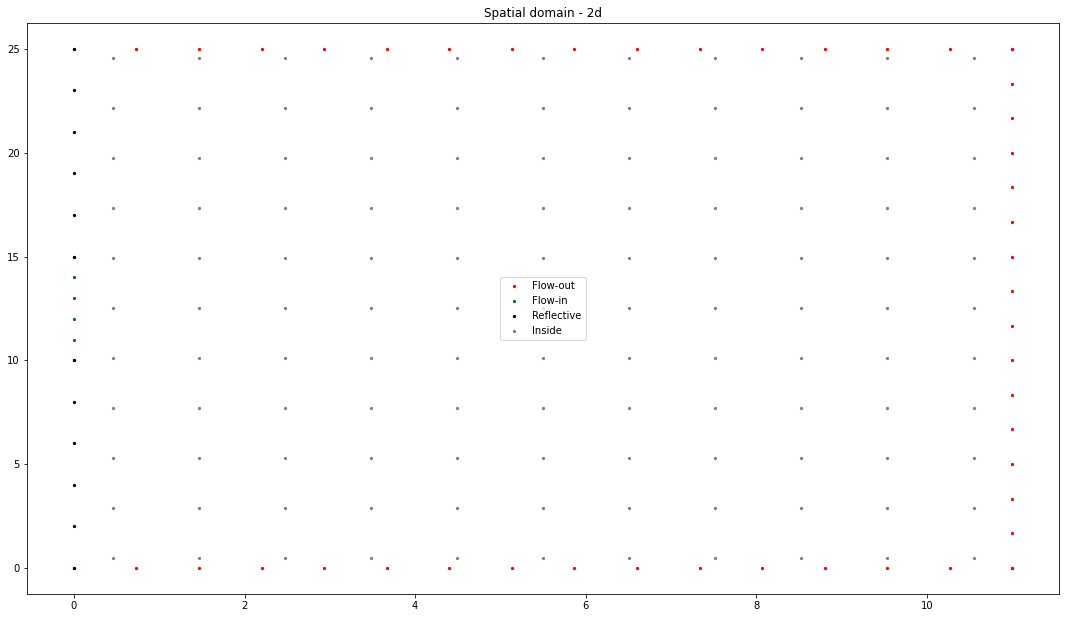 Spatial domain - 2d
25
20
15
10
5
0
Flow-out
Flow-in
Reflective
Inside
0 2 4 6 8 10